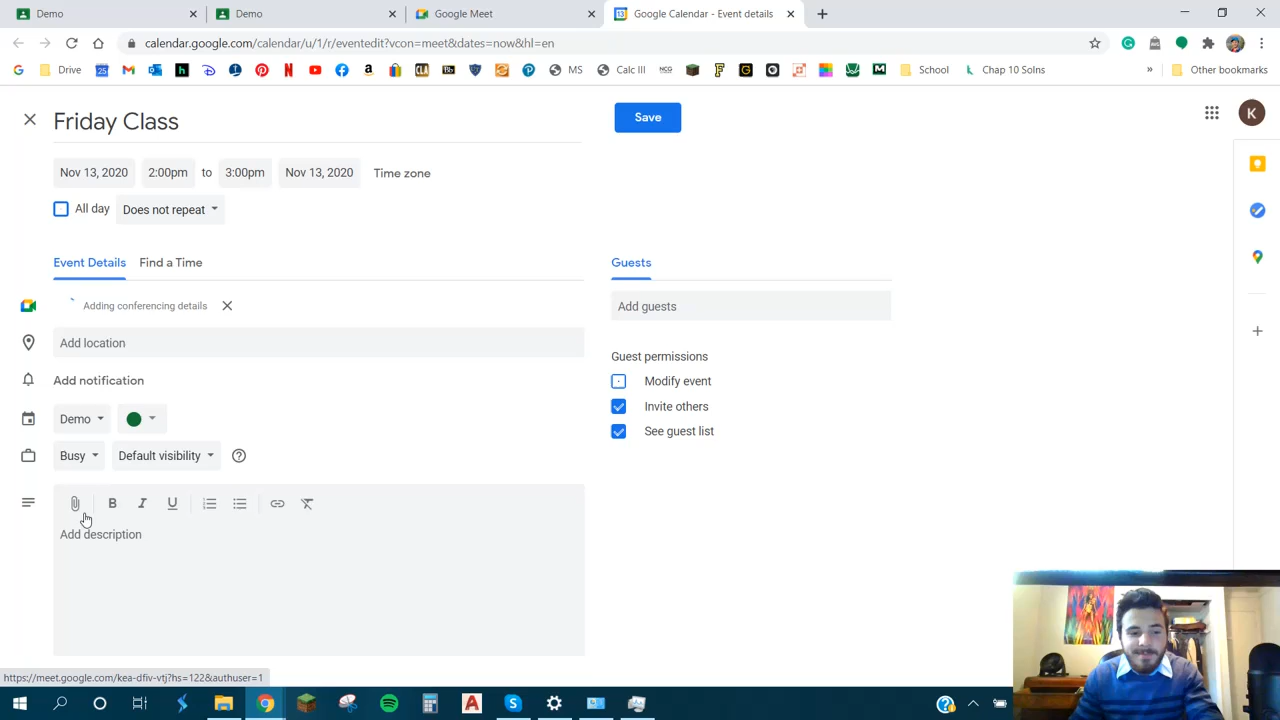 Demo
Demo
Google Meet
Google Calendar - Event details
calendar.google.com/calendar/u/1/r/eventedit?vcon=meet&dates=now&hl=en
Drive
MS
Calc III
School
Chap 10 Solns
»
Other bookmarks
Friday Class
Save
K
Nov 13, 2020
2:00pm
to
3:00pm
Nov 13, 2020
Time zone
All day
Does not repeat
Event Details
Find a Time
Guests
Adding conferencing details
Add guests
Add location
Guest permissions
Add notification
Modify event
Invite others
Demo
See guest list
Busy
Default visibility
B I U
Add description
https://meet.google.com/kea-dfiv-vtj?hs=122&authuser=1